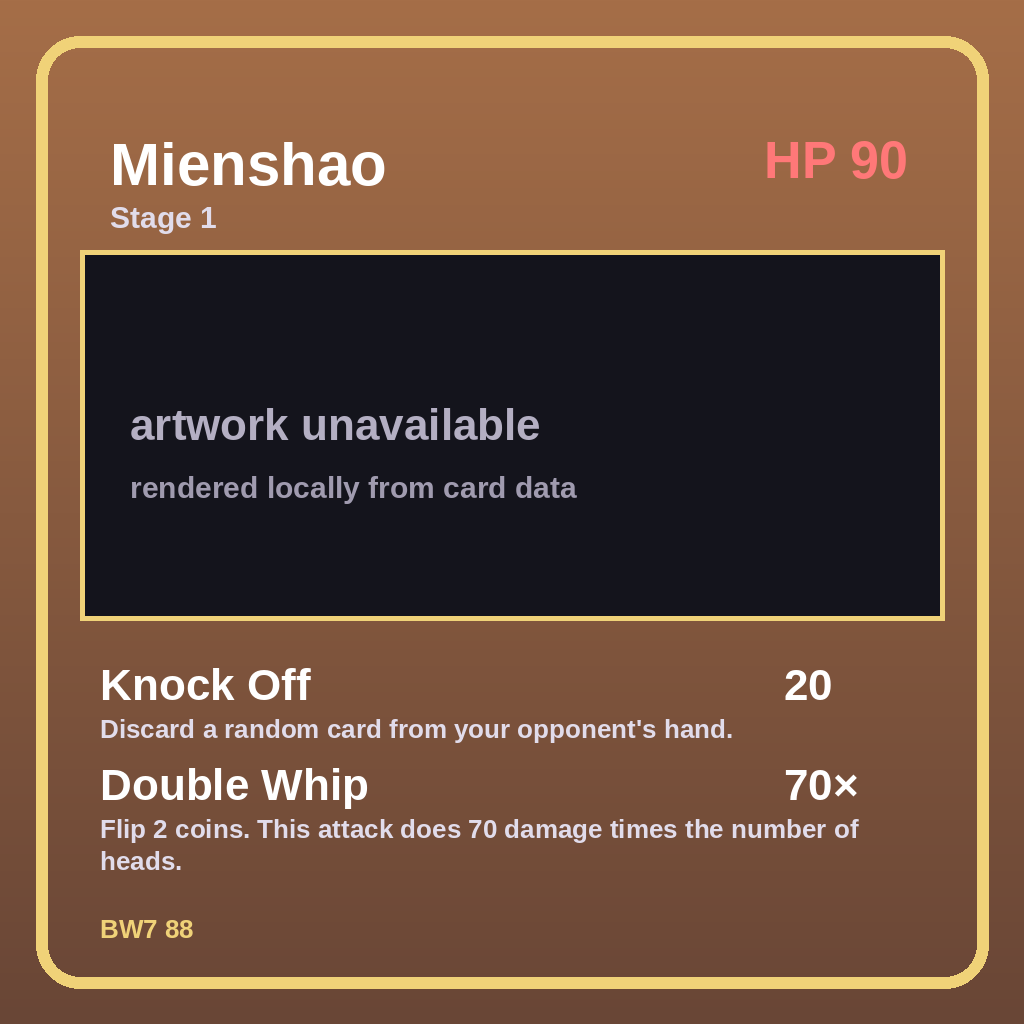 Mienshao
HP 90
Stage 1
artwork unavailable
rendered locally from card data
Knock Off 20
Discard a random card from your opponent's hand.
Double Whip 70×
Flip 2 coins. This attack does 70 damage times the number of
heads.
BW7 88